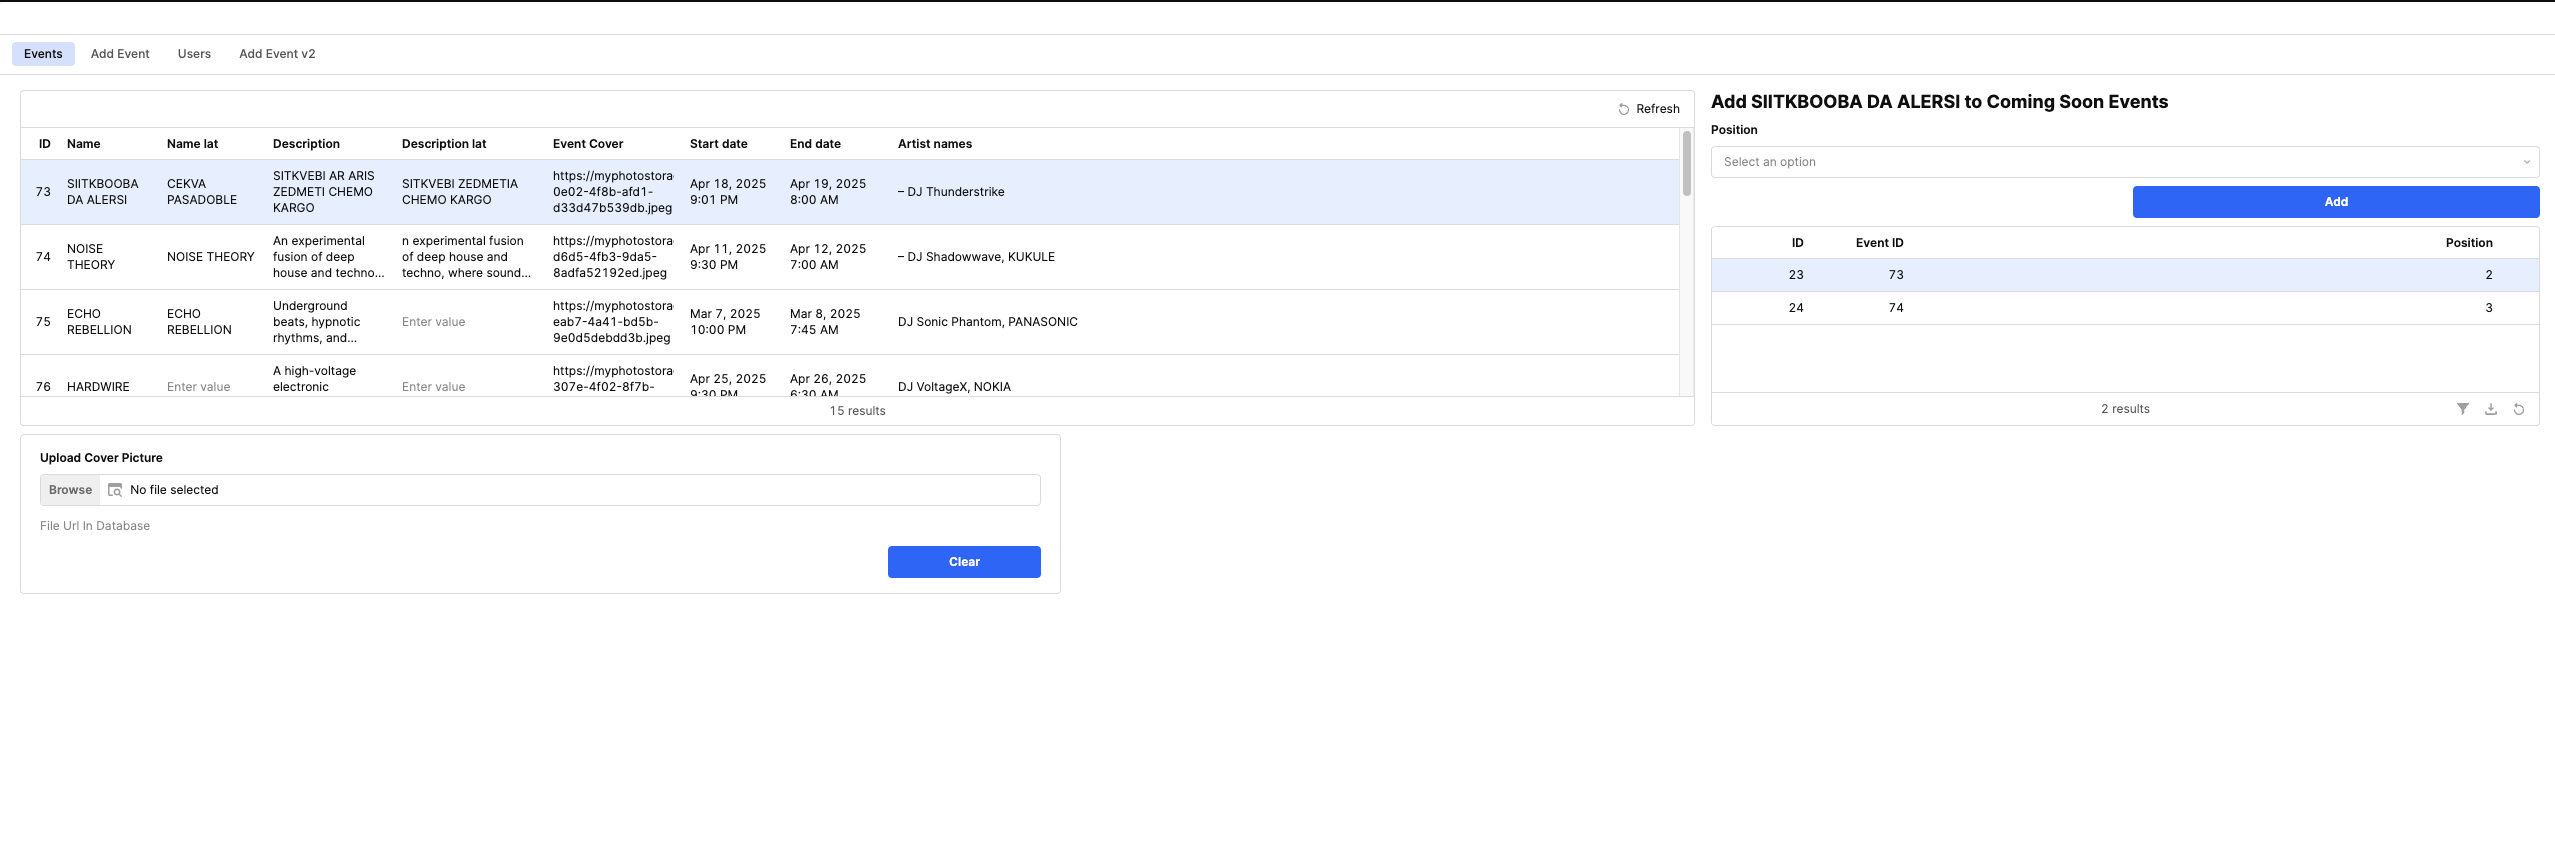 Events Add Event Users Add Event v2
Refresh
ID Name Name lat Description Description lat Event Cover Start date End date Artist names
73
SIITKBOOBA
DA ALERSI
CEKVA
PASADOBLE
SITKVEBI AR ARIS
ZEDMETI CHEMO
KARGO
SITKVEBI ZEDMETIA
CHEMO KARGO
https://myphotostora
0e02-4f8b-afd1-
d33d47b539db.jpeg
Apr 18, 2025
9:01 PM
Apr 19, 2025
8:00 AM
– DJ Thunderstrike
74
NOISE
THEORY
NOISE THEORY
An experimental
fusion of deep
house and techno...
n experimental fusion
of deep house and
techno, where sound...
https://myphotostora
d6d5-4fb3-9da5-
8adfa52192ed.jpeg
Apr 11, 2025
9:30 PM
Apr 12, 2025
7:00 AM
– DJ Shadowwave, KUKULE
75
ECHO
REBELLION
ECHO
REBELLION
Underground
beats, hypnotic
rhythms, and...
Enter value
https://myphotostora
eab7-4a41-bd5b-
9e0d5debdd3b.jpeg
Mar 7, 2025
10:00 PM
Mar 8, 2025
7:45 AM
DJ Sonic Phantom, PANASONIC
76
HARDWIRE
Enter value
A high-voltage
electronic
Enter value
https://myphotostora
307e-4f02-8f7b-
Apr 25, 2025
9:30 PM
Apr 26, 2025
6:30 AM
DJ VoltageX, NOKIA
15 results
Add SIITKBOOBA DA ALERSI to Coming Soon Events
Position
Select an option
Add
ID Event ID Position
23 73 2
24 74 3
2 results
Upload Cover Picture
Browse No file selected
File Url In Database
Clear